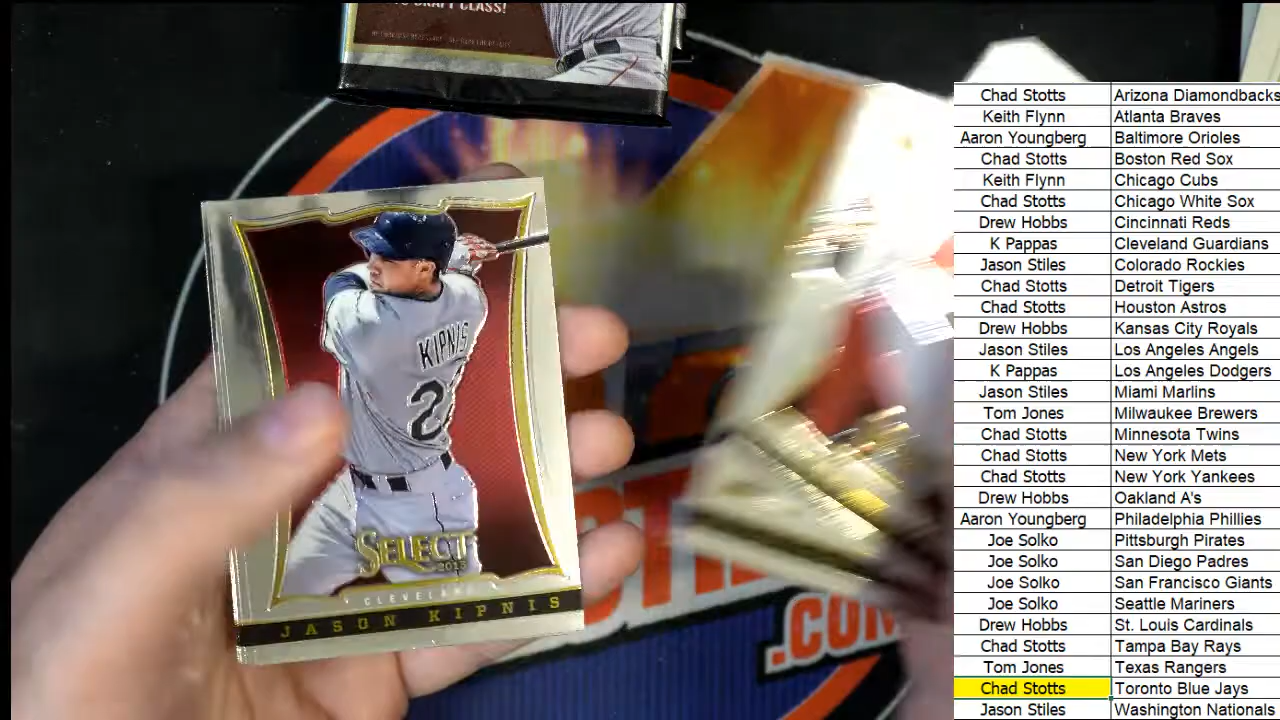 DRAFT CLASS!
KIPNIS
2
SELECT
2013
CLEVELAND
JASON KIPNIS
.COM
Chad Stotts Arizona Diamondbacks
Keith Flynn Atlanta Braves
Aaron Youngberg Baltimore Orioles
Chad Stotts Boston Red Sox
Keith Flynn Chicago Cubs
Chad Stotts Chicago White Sox
Drew Hobbs Cincinnati Reds
K Pappas Cleveland Guardians
Jason Stiles Colorado Rockies
Chad Stotts Detroit Tigers
Chad Stotts Houston Astros
Drew Hobbs Kansas City Royals
Jason Stiles Los Angeles Angels
K Pappas Los Angeles Dodgers
Jason Stiles Miami Marlins
Tom Jones Milwaukee Brewers
Chad Stotts Minnesota Twins
Chad Stotts New York Mets
Chad Stotts New York Yankees
Drew Hobbs Oakland A's
Aaron Youngberg Philadelphia Phillies
Joe Solko Pittsburgh Pirates
Joe Solko San Diego Padres
Joe Solko San Francisco Giants
Joe Solko Seattle Mariners
Drew Hobbs St. Louis Cardinals
Chad Stotts Tampa Bay Rays
Tom Jones Texas Rangers
Chad Stotts Toronto Blue Jays
Jason Stiles Washington Nationals